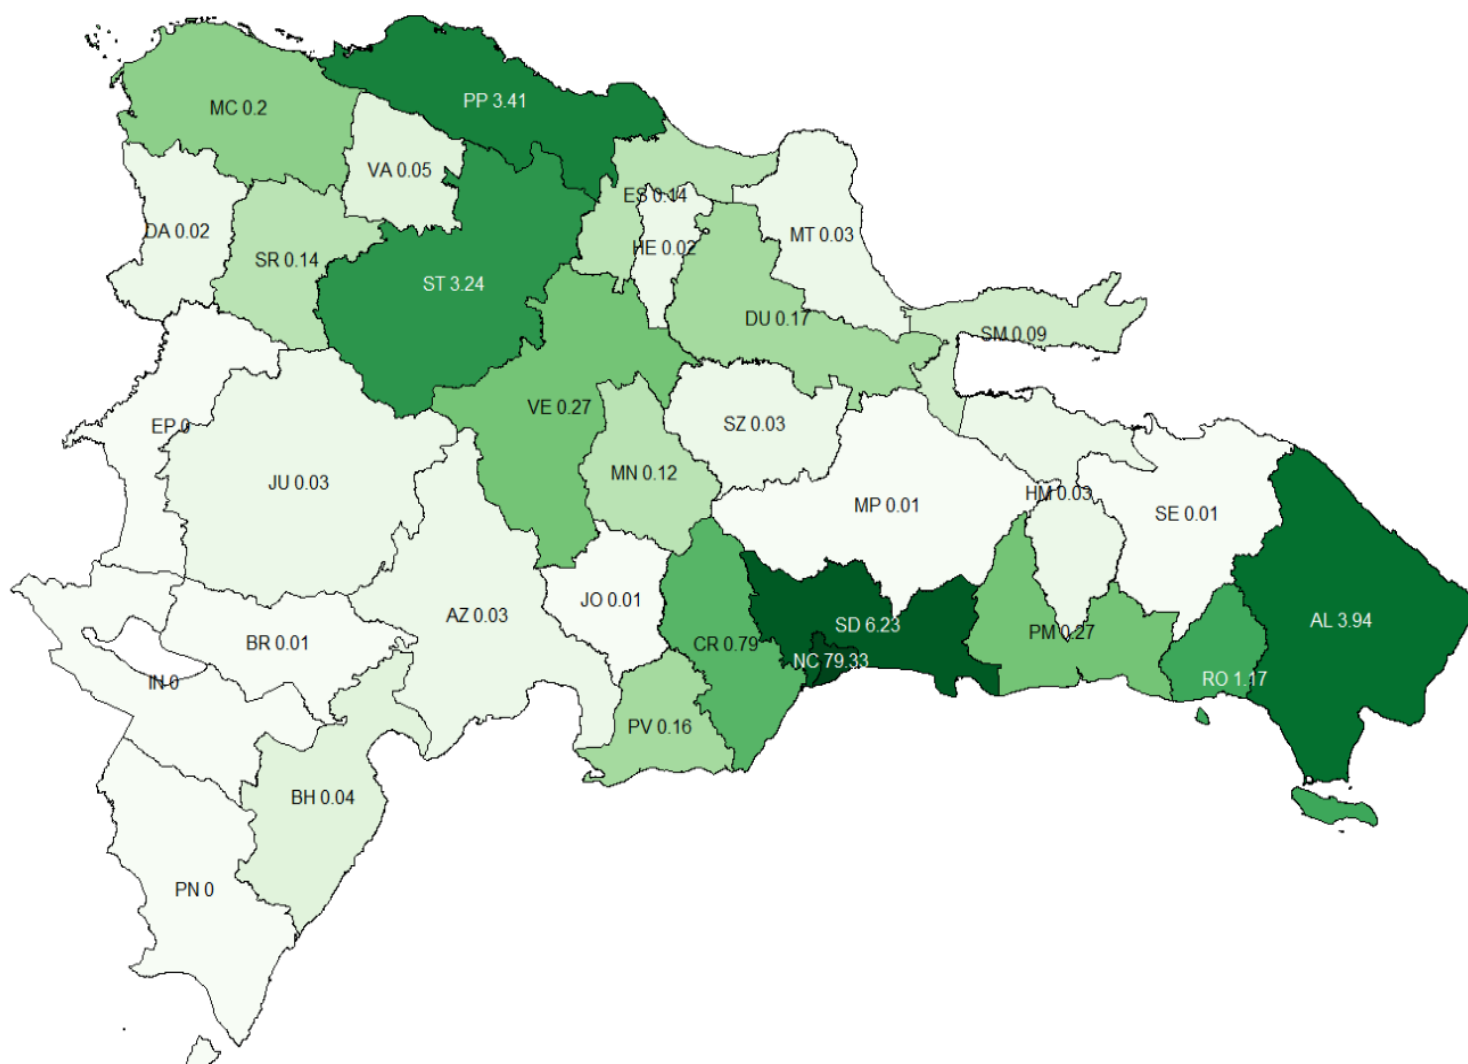 PP 3.41
MC 0.2
VA 0.05
ES 0.14
DA 0.02
MT 0.03
HE 0.02
SR 0.14
ST 3.24
DU 0.17
SM 0.09
VE 0.27
EP 0
SZ 0.03
MN 0.12
JU 0.03
HM 0.03
MP 0.01
SE 0.01
JO 0.01
AZ 0.03
AL 3.94
SD 6.23
PM 0.27
BR 0.01
CR 0.79
NC 79.33
RO 1.17
IN 0
PV 0.16
BH 0.04
PN 0